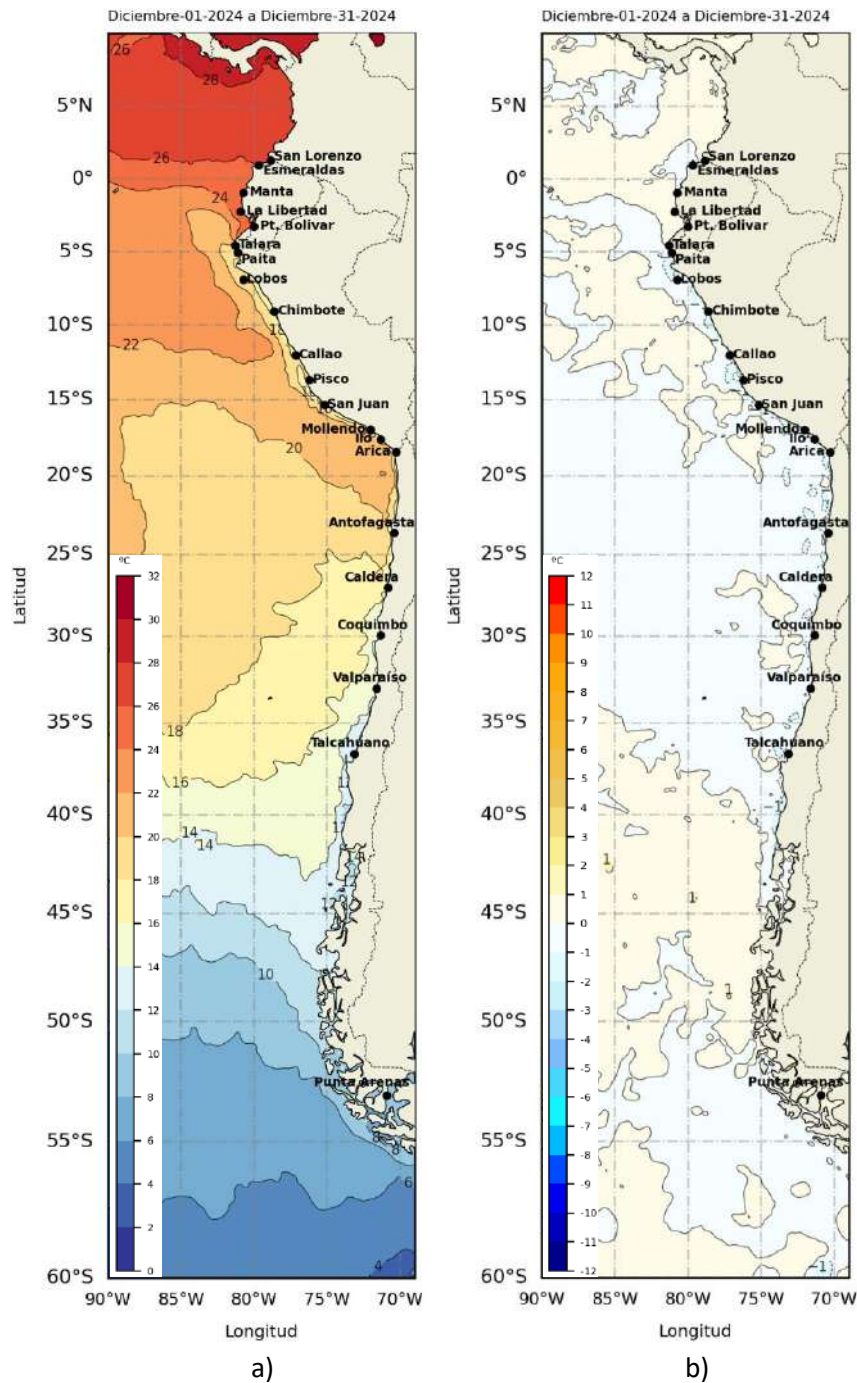 Diciembre-01-2024 a Diciembre-31-2024
26
28
5°N
26
San Lorenzo
Esmeraldas
0°
24
Manta
La Libertad
Pt. Bolivar
Talara
5°S
Paita
Lobos
Chimbote
10°S
18
22
Callao
Pisco
15°S
San Juan
Mollendo
Ilo
20
Arica
20°S
Antofagasta
25°S
ºC
32
30
28
26
24
22
20
18
16
14
12
10
8
6
4
2
0
Caldera
Coquimbo
30°S
Valparaíso
35°S
18
Talcahuano
16
40°S
14
14
14
12
45°S
10
50°S
Punta Arenas
8
8
55°S
6
4
60°S
90°W
85°W
80°W
75°W
70°W
Latitud
Longitud
a)
Diciembre-01-2024 a Diciembre-31-2024
5°N
San Lorenzo
Esmeraldas
0°
Manta
La Libertad
Pt. Bolivar
Talara
5°S
Paita
Lobos
Chimbote
10°S
Callao
Pisco
15°S
San Juan
Mollendo
Ilo
Arica
20°S
Antofagasta
25°S
ºC
12
11
10
9
8
7
6
5
4
3
2
1
0
-1
-2
-3
-4
-5
-6
-7
-8
-9
-10
-11
-12
Caldera
Coquimbo
30°S
Valparaíso
35°S
Talcahuano
40°S
−1
1
1
45°S
1
50°S
Punta Arenas
55°S
−1
60°S
90°W
85°W
80°W
75°W
70°W
Latitud
Longitud
b)